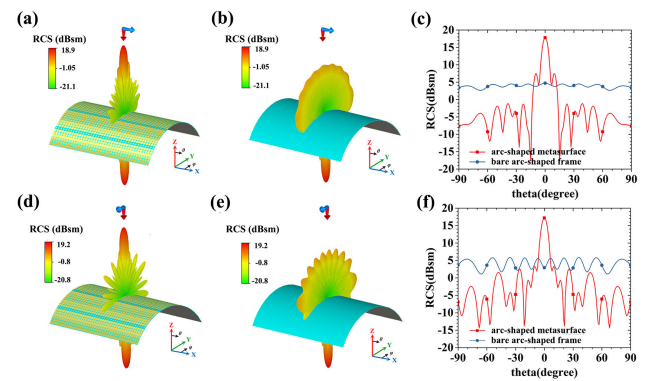 (a)
RCS (dBsm)
18.9
-1.05
-21.1
Z
θ
Y
φ
X
(b)
RCS (dBsm)
18.9
-1.05
-21.1
Z
θ
Y
φ
X
(c)
RCS(dBsm)
20
15
10
5
0
-5
-10
-15
-20
arc-shaped metasurface
bare arc-shaped frame
-90 -60 -30 0 30 60 90
theta(degree)
(d)
RCS (dBsm)
19.2
-0.8
-20.8
Z
θ
Y
φ
X
(e)
RCS (dBsm)
19.2
-0.8
-20.8
Z
θ
Y
φ
X
(f)
RCS(dBsm)
20
15
10
5
0
-5
-10
-15
-20
arc-shaped metasurface
bare arc-shaped frame
-90 -60 -30 0 30 60 90
theta(degree)